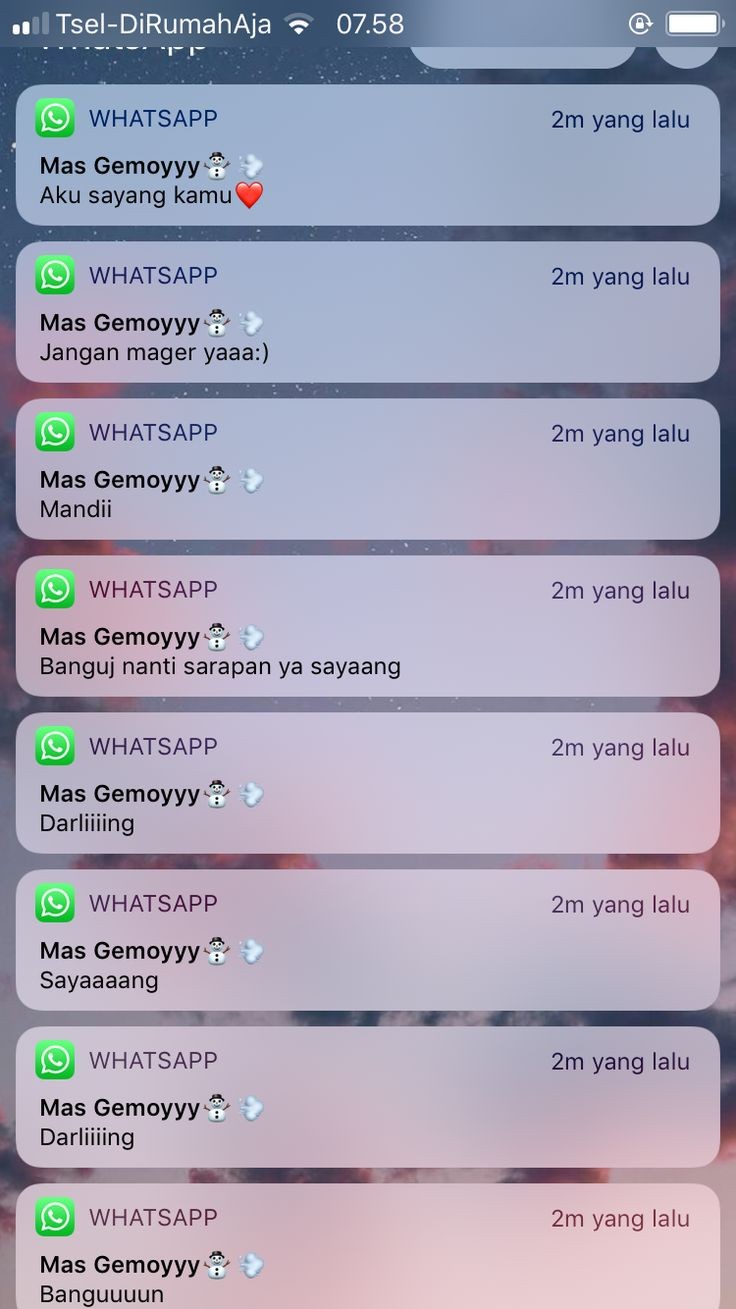 Tsel-DiRumahAja 07.58
WhatsApp
WHATSAPP 2m yang lalu
Mas Gemoyyy⛄💨
Aku sayang kamu❤️
WHATSAPP 2m yang lalu
Mas Gemoyyy⛄💨
Jangan mager yaaa:)
WHATSAPP 2m yang lalu
Mas Gemoyyy⛄💨
Mandii
WHATSAPP 2m yang lalu
Mas Gemoyyy⛄💨
Banguj nanti sarapan ya sayaang
WHATSAPP 2m yang lalu
Mas Gemoyyy⛄💨
Darliiiing
WHATSAPP 2m yang lalu
Mas Gemoyyy⛄💨
Sayaaaang
WHATSAPP 2m yang lalu
Mas Gemoyyy⛄💨
Darliiiing
WHATSAPP 2m yang lalu
Mas Gemoyyy⛄💨
Banguuuun